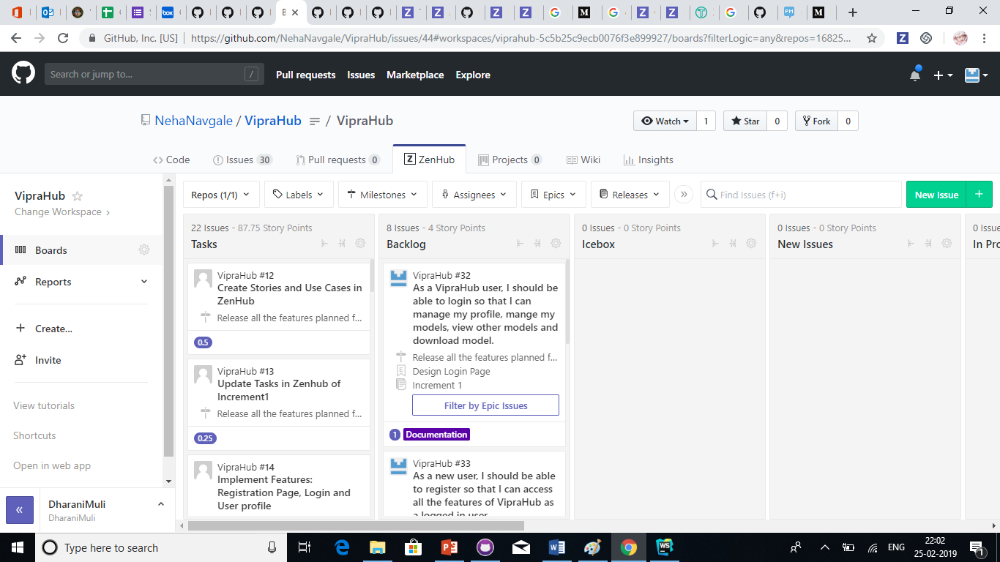 GitHub, Inc. [US]
https://github.com/NehaNavgale/VipraHub/issues/44#workspaces/viprahub-5c5b25c9ecb0076f3e899927/boards?filterLogic=any&repos=16825...
Search or jump to...
/
Pull requests
Issues
Marketplace
Explore
NehaNavgale / VipraHub / VipraHub
Watch 1
Star 0
Fork 0
Code
Issues 30
Pull requests 0
ZenHub
Projects 0
Wiki
Insights
VipraHub
Change Workspace
Boards
Reports
Create...
Invite
View tutorials
Shortcuts
Open in web app
DharaniMuli
DharaniMuli
Repos (1/1)
Labels
Milestones
Assignees
Epics
Releases
Find Issues (f+i)
New Issue
22 Issues - 87.75 Story Points
Tasks
VipraHub #12
Create Stories and Use Cases in
ZenHub
Release all the features planned f...
0.5
VipraHub #13
Update Tasks in Zenhub of
Increment1
Release all the features planned f...
0.25
VipraHub #14
Implement Features:
Registration Page, Login and
User profile
8 Issues - 4 Story Points
Backlog
VipraHub #32
As a VipraHub user, I should be
able to login so that I can
manage my profile, mange my
models, view other models and
download model.
Release all the features planned f...
Design Login Page
Increment 1
Filter by Epic Issues
1 Documentation
VipraHub #33
As a new user, I should be able
to register so that I can access
all the features of VipraHub as
a logged in user
0 Issues - 0 Story Points
Icebox
0 Issues - 0 Story Points
New Issues
0 Issue
In Pro
Type here to search
ENG
22:02
25-02-2019
1